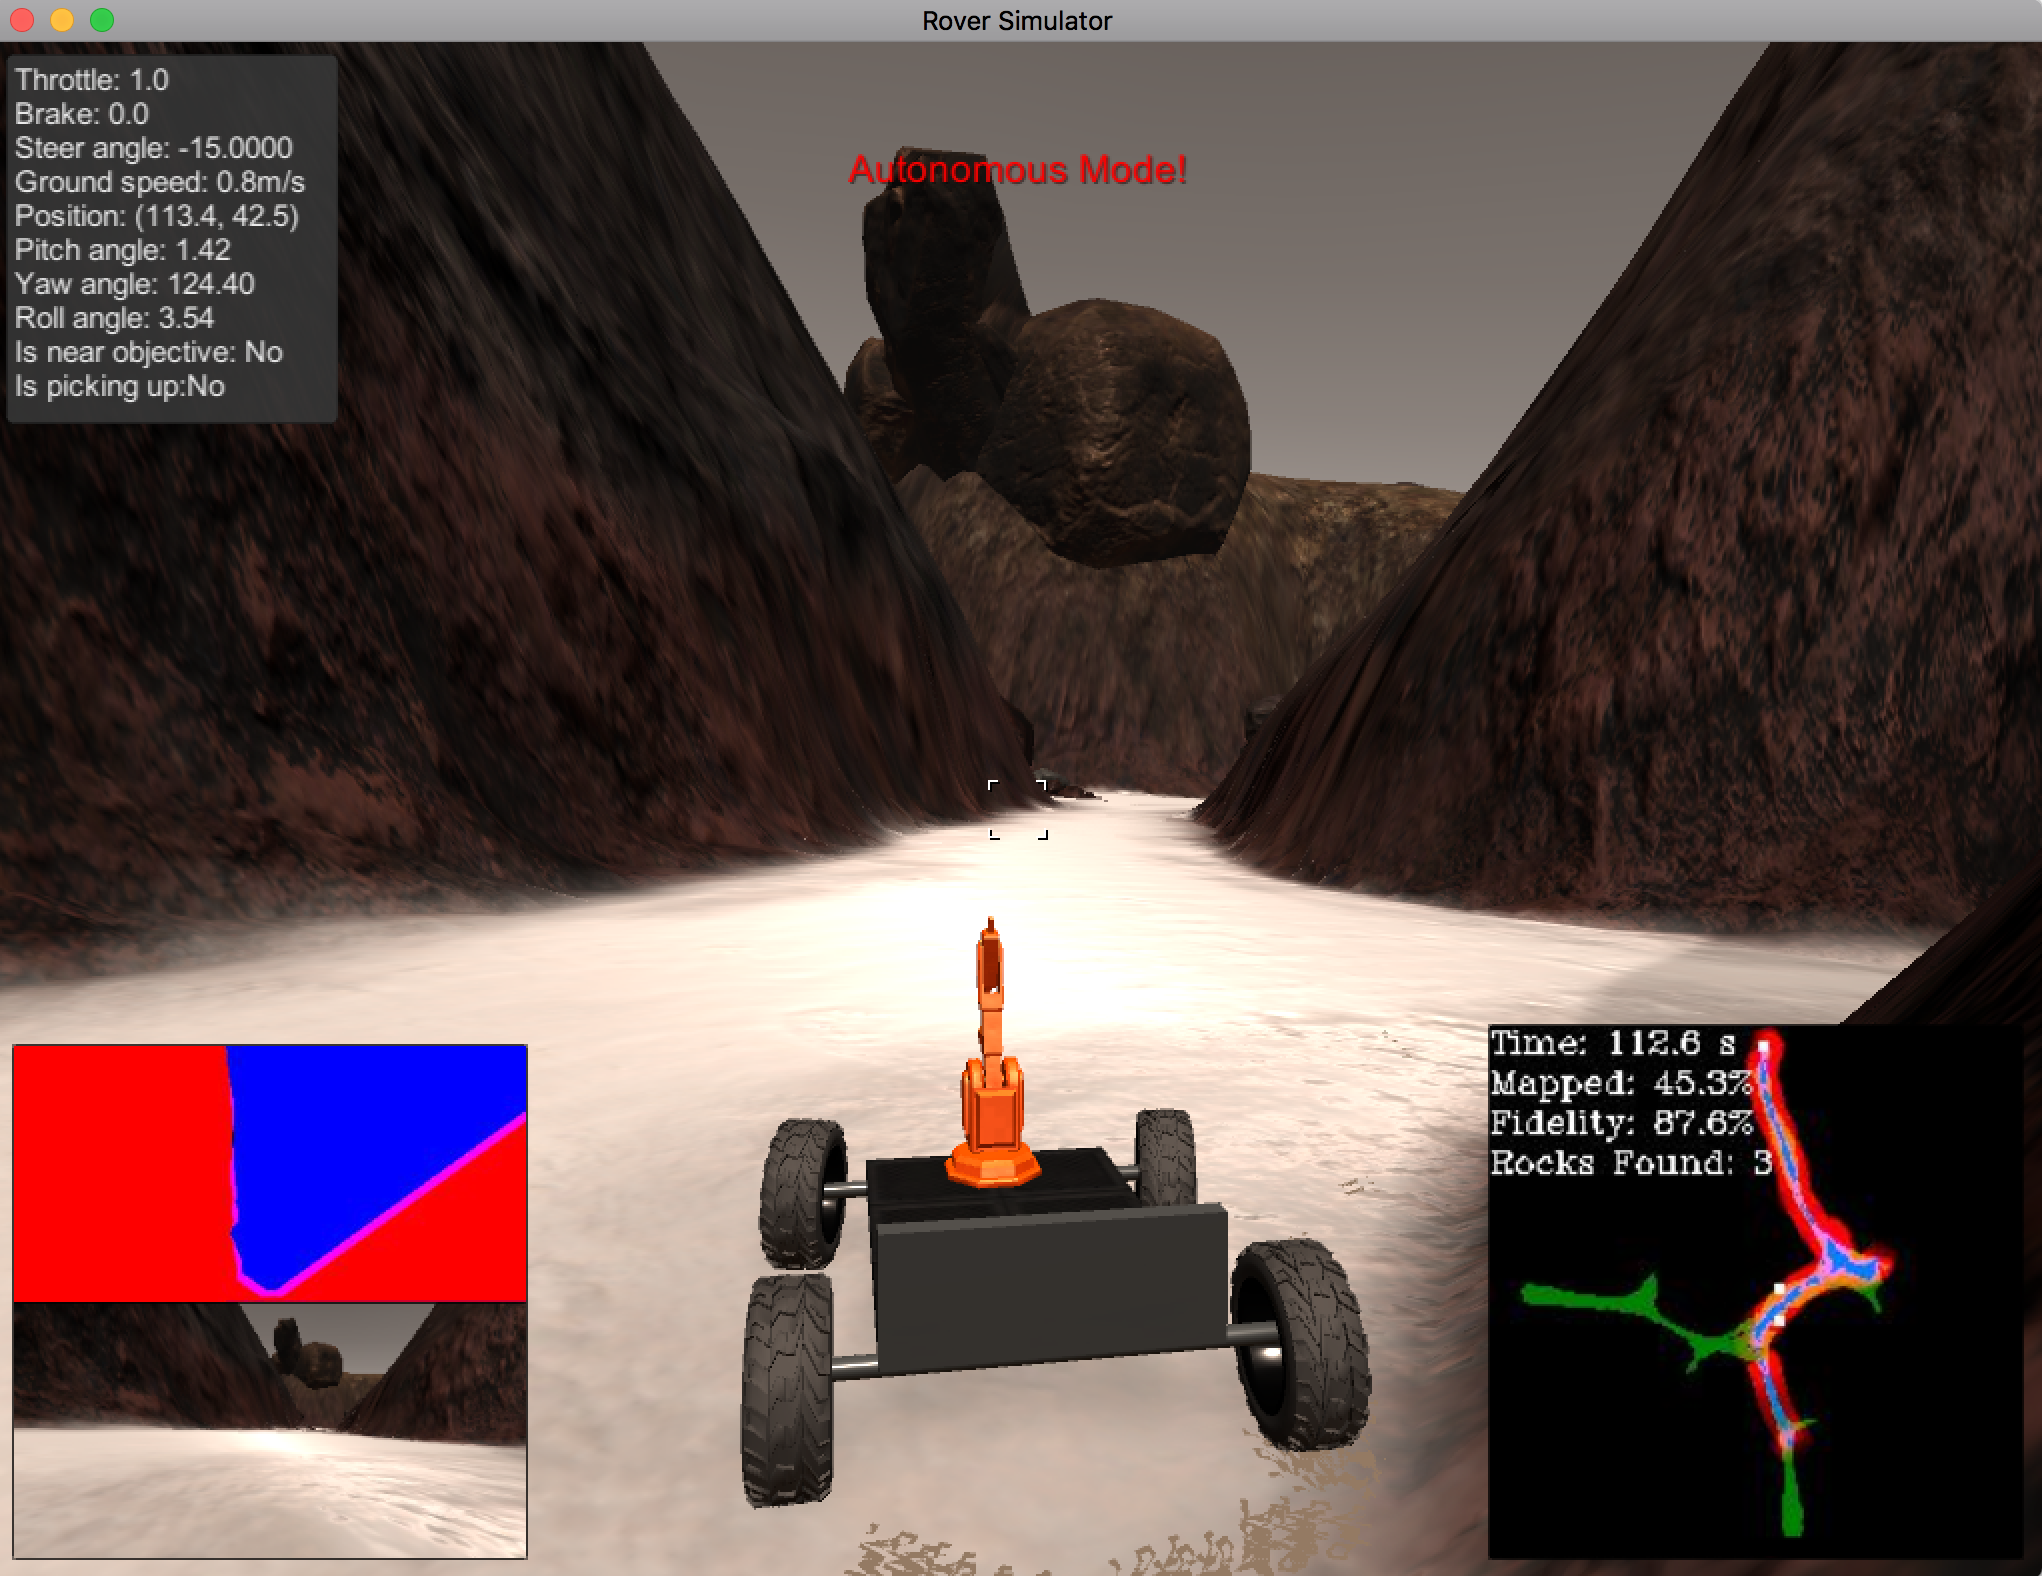 Rover Simulator
Throttle: 1.0
Brake: 0.0
Steer angle: -15.0000
Ground speed: 0.8m/s
Position: (113.4, 42.5)
Pitch angle: 1.42
Yaw angle: 124.40
Roll angle: 3.54
Is near objective: No
Is picking up:No
Autonomous Mode!
Time: 112.6 s
Mapped: 45.3%
Fidelity: 87.6%
Rocks Found: 3